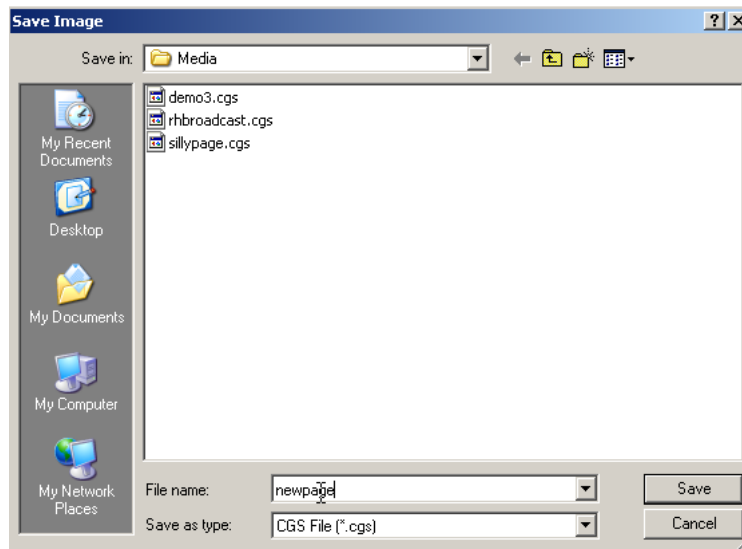 Save Image
Save in: Media
demo3.cgs
rhbroadcast.cgs
sillypage.cgs
My Recent
Documents
Desktop
My Documents
My Computer
My Network
Places
File name: newpage Save
Save as type: CGS File (*.cgs) Cancel